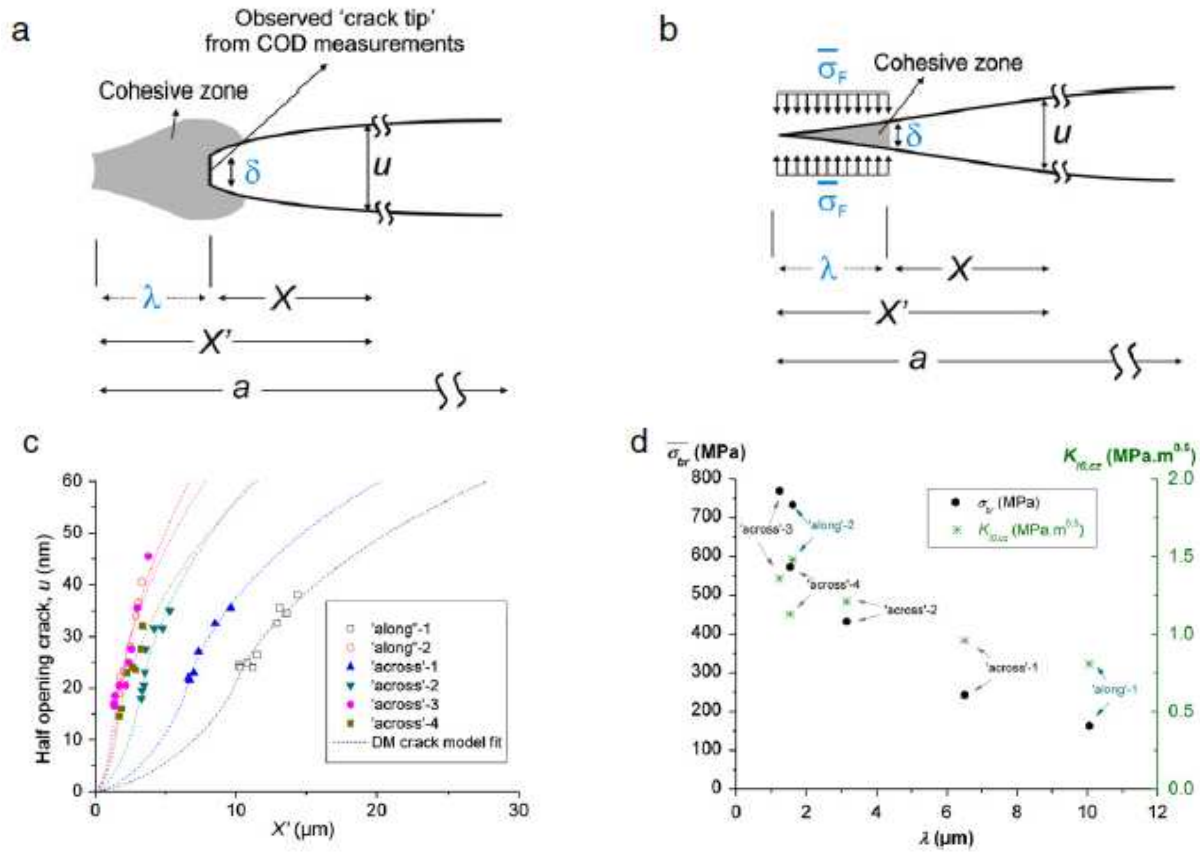 a
Observed 'crack tip'
from COD measurements
Cohesive zone
δ
u
λ
X
X'
a
b
σF
Cohesive zone
δ
u
σF
λ
X
X'
a
c
Half opening crack, u (nm)
60
50
40
30
20
10
0
0 10 20 30
X' (μm)
'along"-1
'along"-2
'across'-1
'across'-2
'across'-3
'across'-4
DM crack model fit
d
σbr (MPa)
KI0,cz (MPa.m0.5)
800
700
600
500
400
300
200
100
0
2.0
1.5
1.0
0.5
0.0
σbr (MPa)
KI0,cz (MPa.m0.5)
'across'-3
'along'-2
'across'-4
'across'-2
'across'-1
'along'-1
0 2 4 6 8 10 12
λ (μm)